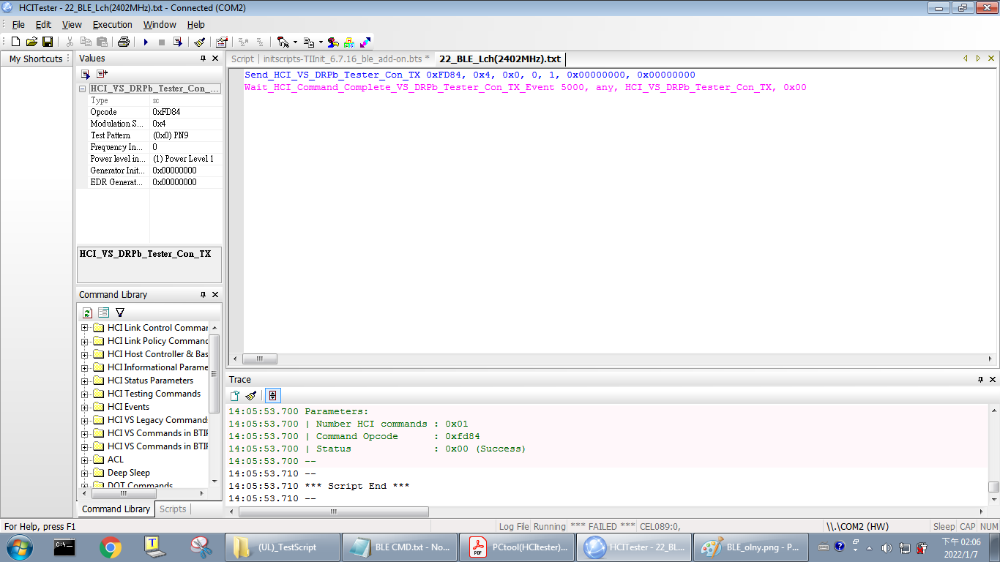 HCITester - 22_BLE_Lch(2402MHz).txt - Connected (COM2)
File Edit View Execution Window Help
My Shortcuts
Values
HCI_VS_DRPb_Tester_Con_...
Type sc
Opcode 0xFD84
Modulation S... 0x4
Test Pattern (0x0) PN9
Frequency In... 0
Power level in... (1) Power Level 1
Generator Init... 0x00000000
EDR Generat... 0x00000000
HCI_VS_DRPb_Tester_Con_TX
Command Library
HCI Link Control Commar
HCI Link Policy Command
HCI Host Controller & Bas
HCI Informational Parame
HCI Status Parameters
HCI Testing Commands
HCI Events
HCI VS Legacy Command
HCI VS Commands in BTIF
HCI VS Commands in BTIF
ACL
Deep Sleep
DOT Commands
Command Library Scripts
Script initscripts-TIInit_6.7.16_ble_add-on.bts * 22_BLE_Lch(2402MHz).txt
Send_HCI_VS_DRPb_Tester_Con_TX 0xFD84, 0x4, 0x0, 0, 1, 0x00000000, 0x00000000
Wait_HCI_Command_Complete_VS_DRPb_Tester_Con_TX_Event 5000, any, HCI_VS_DRPb_Tester_Con_TX, 0x00
Trace
14:05:53.700 Parameters:
14:05:53.700 | Number HCI commands : 0x01
14:05:53.700 | Command Opcode : 0xfd84
14:05:53.700 | Status : 0x00 (Success)
14:05:53.700 --
14:05:53.710 --
14:05:53.710 *** Script End ***
14:05:53.710 --
For Help, press F1 Log File Running *** FAILED *** CEL089:0, \\.\COM2 (HW) Sleep CAP NUM
(UL)_TestScript BLE CMD.txt - No... PCtool(HCItester)... HCITester - 22_BL... BLE_olny.png - P...
下午 02:06
2022/1/7